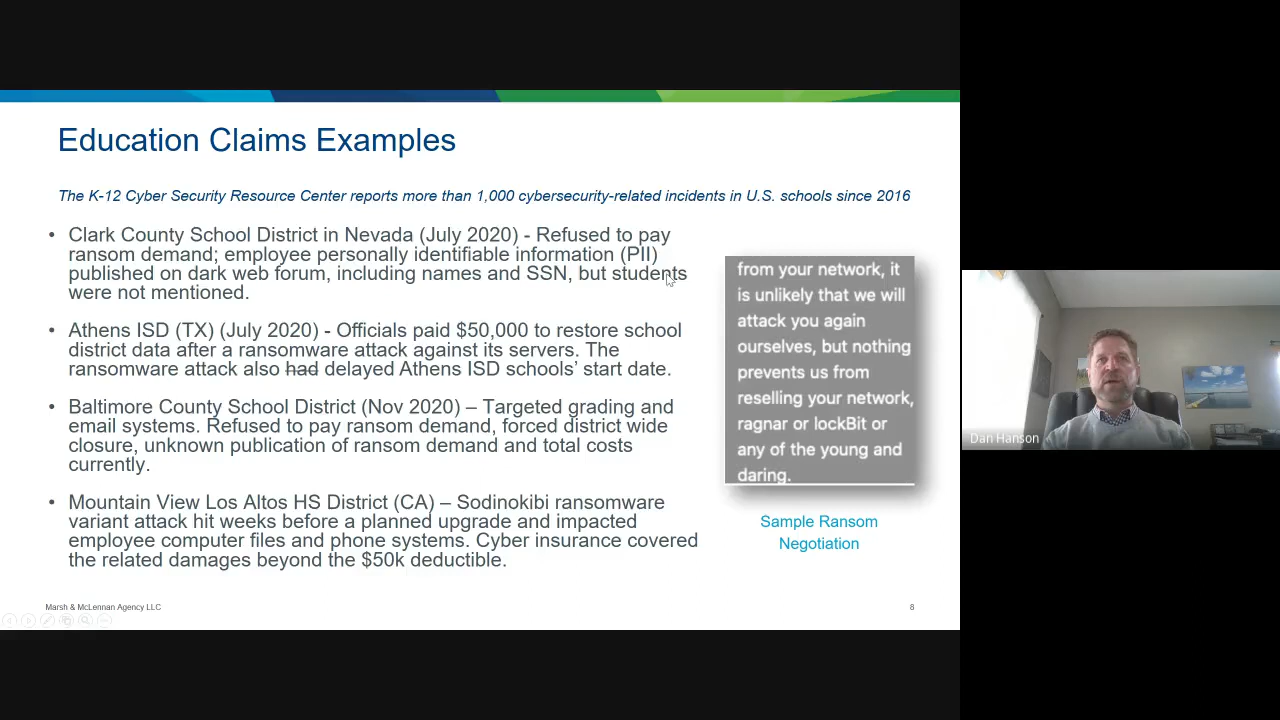 Education Claims Examples
The K-12 Cyber Security Resource Center reports more than 1,000 cybersecurity-related incidents in U.S. schools since 2016
• Clark County School District in Nevada (July 2020) - Refused to pay
ransom demand; employee personally identifiable information (PII)
published on dark web forum, including names and SSN, but students
were not mentioned.
• Athens ISD (TX) (July 2020) - Officials paid $50,000 to restore school
district data after a ransomware attack against its servers. The
ransomware attack also had delayed Athens ISD schools’ start date.
• Baltimore County School District (Nov 2020) – Targeted grading and
email systems. Refused to pay ransom demand, forced district wide
closure, unknown publication of ransom demand and total costs
currently.
• Mountain View Los Altos HS District (CA) – Sodinokibi ransomware
variant attack hit weeks before a planned upgrade and impacted
employee computer files and phone systems. Cyber insurance covered
the related damages beyond the $50k deductible.
from your network, it
is unlikely that we will
attack you again
ourselves, but nothing
prevents us from
reselling your network,
ragnar or lockBit or
any of the young and
daring.
Sample Ransom
Negotiation
Marsh & McLennan Agency LLC
8
Dan Hanson